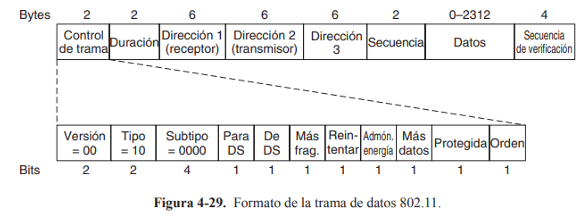 Bytes 2 2 6 6 6 2 0–2312 4
Control de trama Duración Dirección 1 (receptor) Dirección 2 (transmisor) Dirección 3 Secuencia Datos Secuencia de verificación
Versión = 00 Tipo = 10 Subtipo = 0000 Para DS De DS Más frag. Rein- tentar Admón. energía Más datos Protegida Orden
Bits 2 2 4 1 1 1 1 1 1 1 1
Figura 4-29. Formato de la trama de datos 802.11.